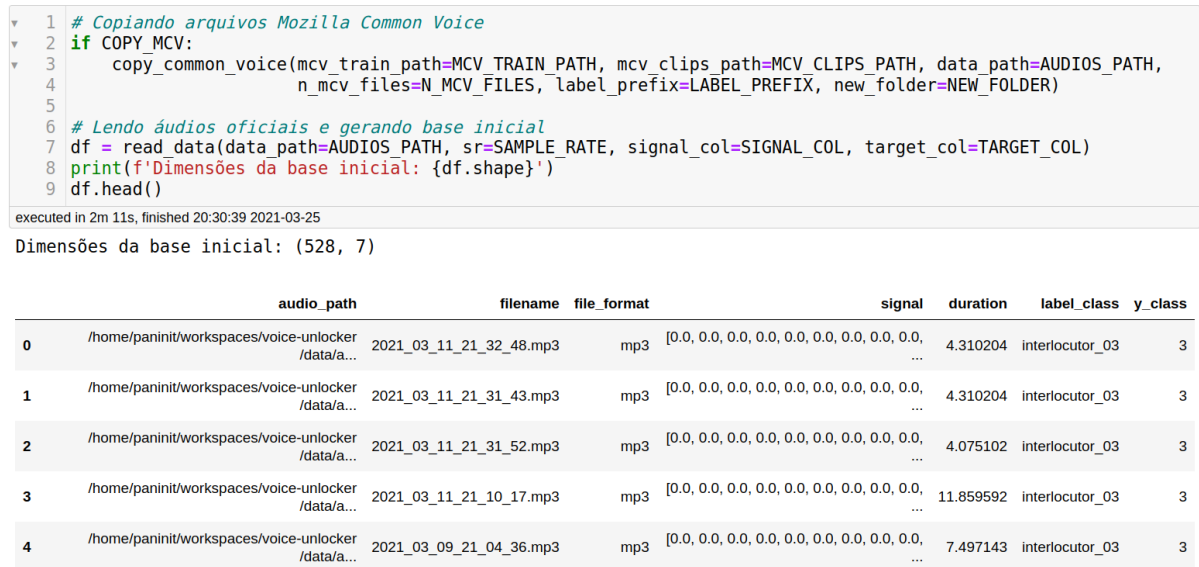 1 # Copiando arquivos Mozilla Common Voice
2 if COPY_MCV:
3     copy_common_voice(mcv_train_path=MCV_TRAIN_PATH, mcv_clips_path=MCV_CLIPS_PATH, data_path=AUDIOS_PATH,
4                       n_mcv_files=N_MCV_FILES, label_prefix=LABEL_PREFIX, new_folder=NEW_FOLDER)
5
6 # Lendo áudios oficiais e gerando base inicial
7 df = read_data(data_path=AUDIOS_PATH, sr=SAMPLE_RATE, signal_col=SIGNAL_COL, target_col=TARGET_COL)
8 print(f'Dimensões da base inicial: {df.shape}')
9 df.head()
executed in 2m 11s, finished 20:30:39 2021-03-25
Dimensões da base inicial: (528, 7)
audio_path filename file_format signal duration label_class y_class
0 /home/paninit/workspaces/voice-unlocker /data/a... 2021_03_11_21_32_48.mp3 mp3 [0.0, 0.0, 0.0, 0.0, 0.0, 0.0, 0.0, 0.0, 0.0, ... 4.310204 interlocutor_03 3
1 /home/paninit/workspaces/voice-unlocker /data/a... 2021_03_11_21_31_43.mp3 mp3 [0.0, 0.0, 0.0, 0.0, 0.0, 0.0, 0.0, 0.0, 0.0, ... 4.310204 interlocutor_03 3
2 /home/paninit/workspaces/voice-unlocker /data/a... 2021_03_11_21_31_52.mp3 mp3 [0.0, 0.0, 0.0, 0.0, 0.0, 0.0, 0.0, 0.0, 0.0, ... 4.075102 interlocutor_03 3
3 /home/paninit/workspaces/voice-unlocker /data/a... 2021_03_11_21_10_17.mp3 mp3 [0.0, 0.0, 0.0, 0.0, 0.0, 0.0, 0.0, 0.0, 0.0, ... 11.859592 interlocutor_03 3
4 /home/paninit/workspaces/voice-unlocker /data/a... 2021_03_09_21_04_36.mp3 mp3 [0.0, 0.0, 0.0, 0.0, 0.0, 0.0, 0.0, 0.0, 0.0, ... 7.497143 interlocutor_03 3